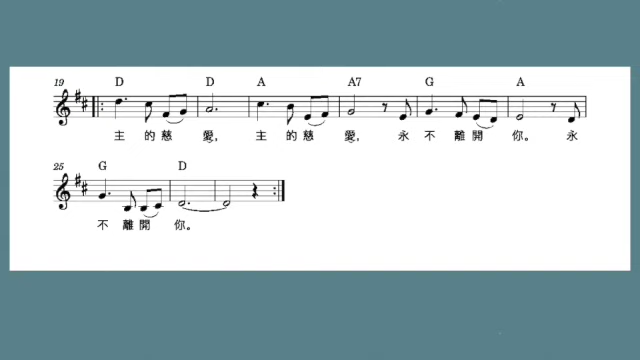 19 D D A A7 G A
主 的 慈 愛， 主 的 慈 愛， 永 不 離 開 你。 永
25 G D
不 離 開 你。